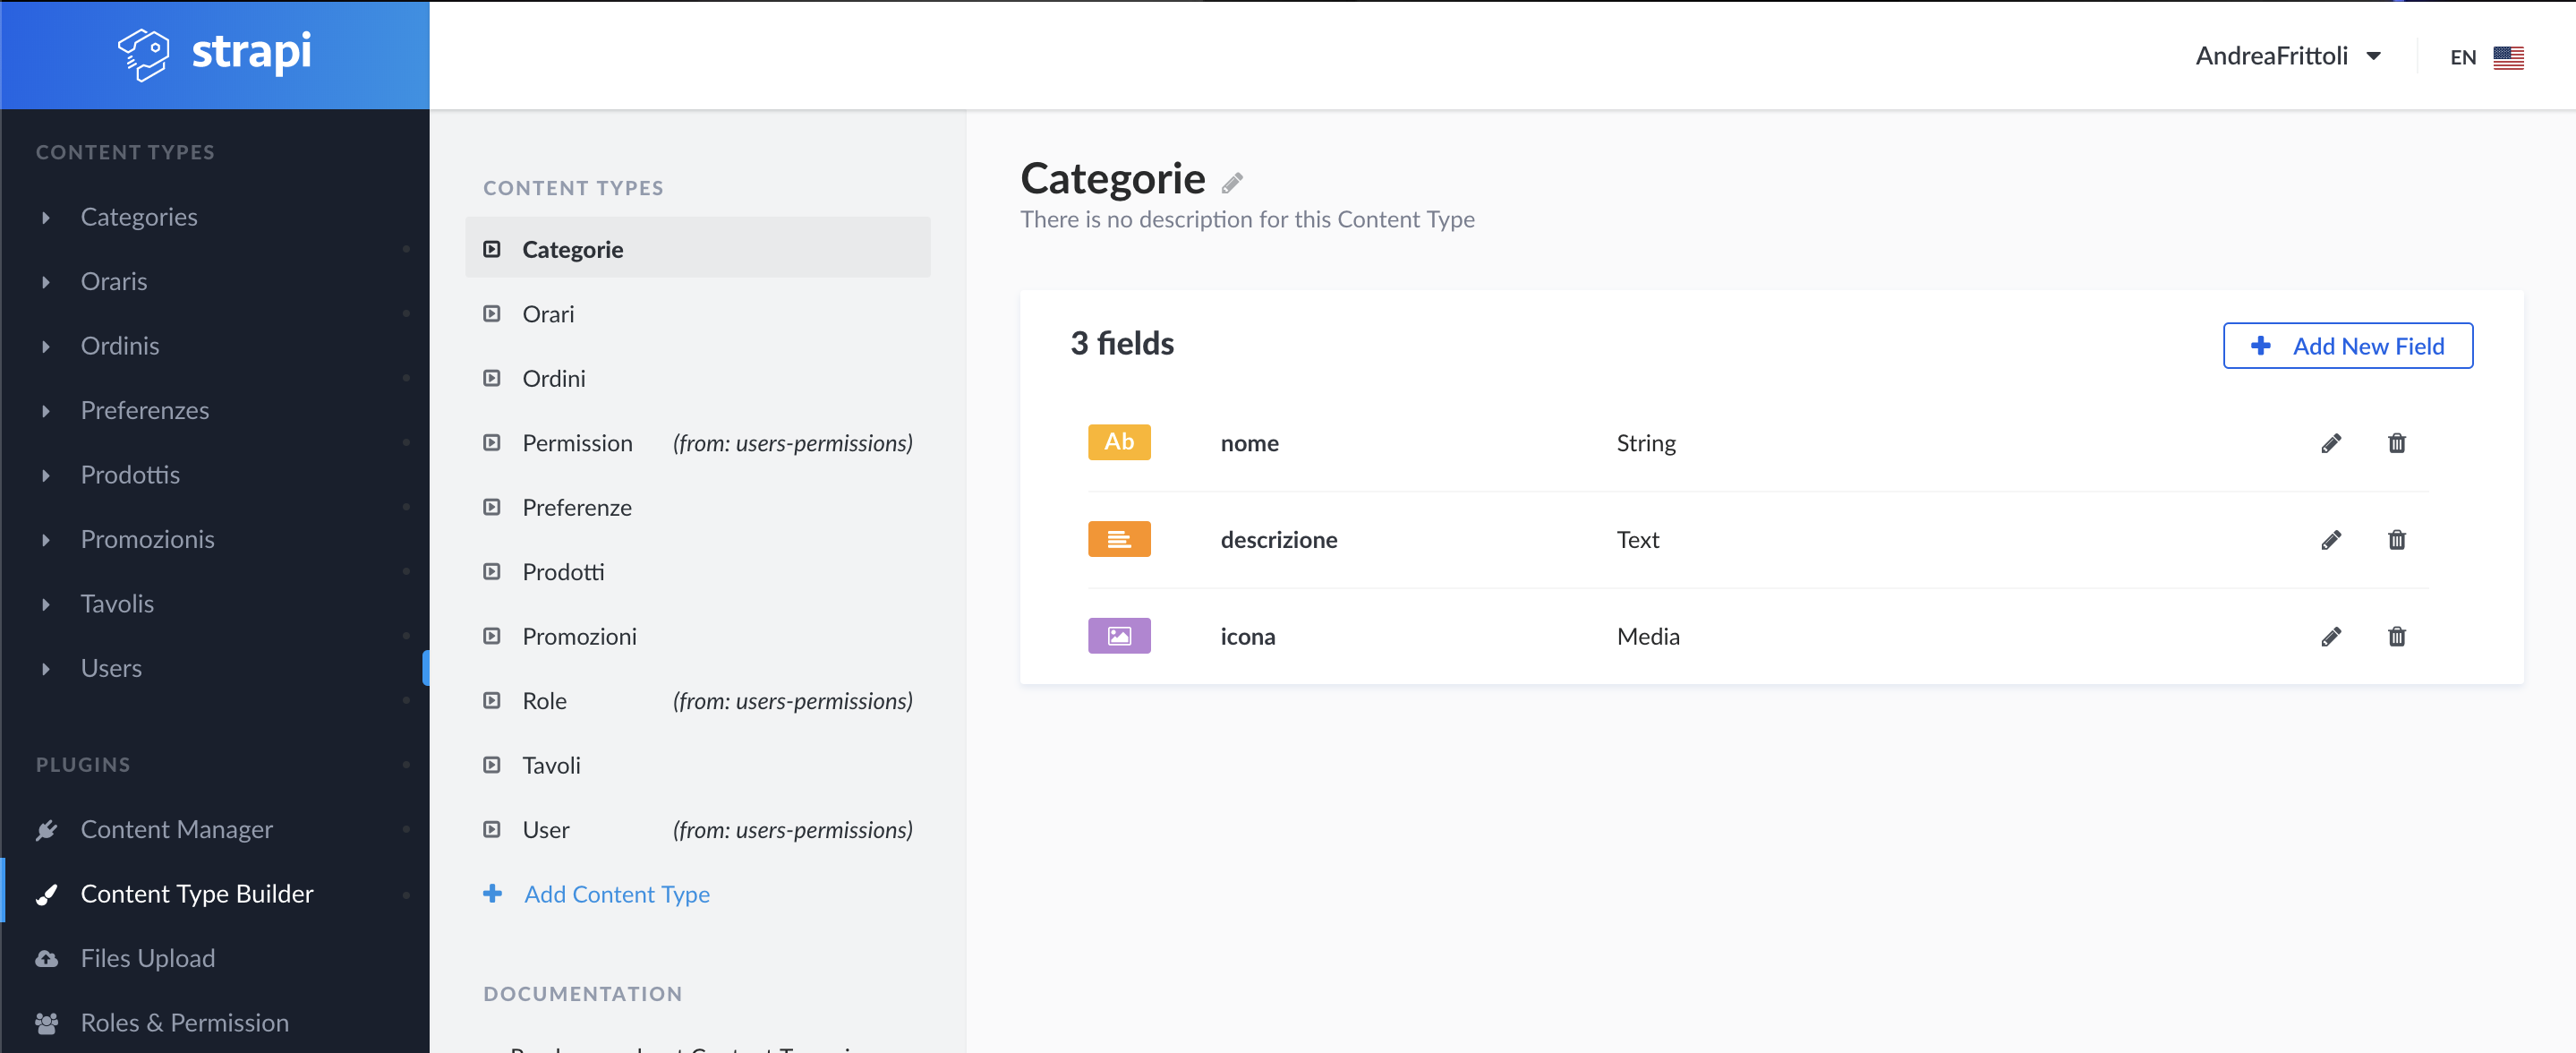 strapi
AndreaFrittoli
EN
CONTENT TYPES
Categories
Oraris
Ordinis
Preferenzes
Prodottis
Promozionis
Tavolis
Users
PLUGINS
Content Manager
Content Type Builder
Files Upload
Roles & Permission
CONTENT TYPES
Categorie
Orari
Ordini
Permission (from: users-permissions)
Preferenze
Prodotti
Promozioni
Role (from: users-permissions)
Tavoli
User (from: users-permissions)
Add Content Type
DOCUMENTATION
Categorie
There is no description for this Content Type
3 fields
Add New Field
Ab nome String
descrizione Text
icona Media